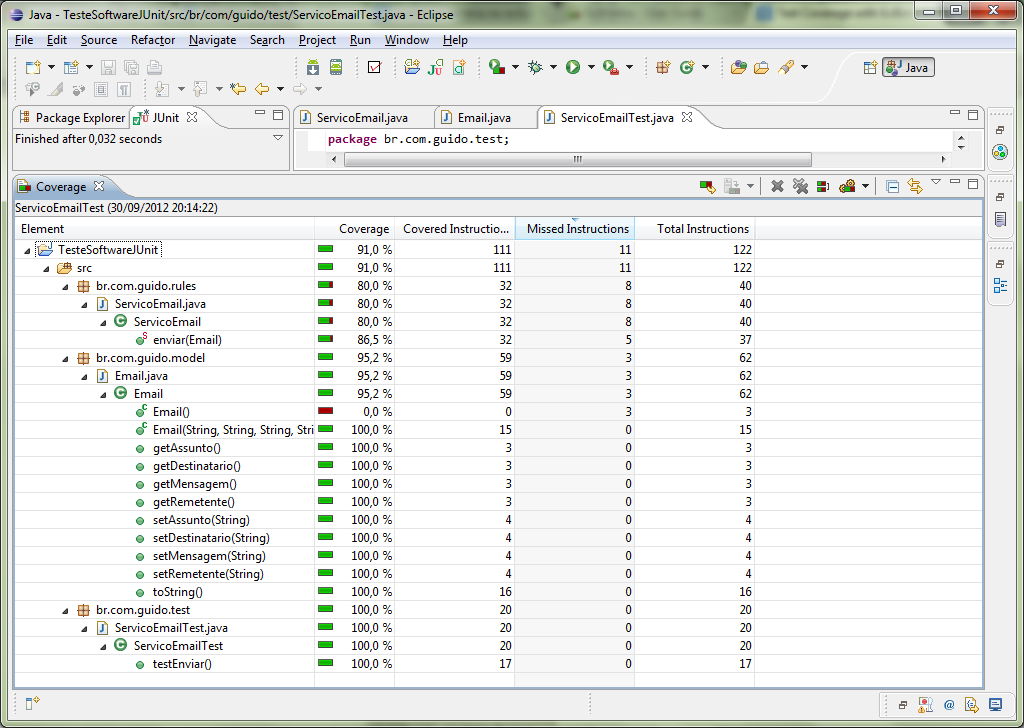 Java - TesteSoftwareJUnit/src/br/com/guido/test/ServicoEmailTest.java - Eclipse
File Edit Source Refactor Navigate Search Project Run Window Help
Java
Package Explorer JUnit ServicoEmail.java Email.java ServicoEmailTest.java
Finished after 0,032 seconds
package br.com.guido.test;
Coverage
ServicoEmailTest (30/09/2012 20:14:22)
Element Coverage Covered Instructio... Missed Instructions Total Instructions
TesteSoftwareJUnit 91,0 % 111 11 122
src 91,0 % 111 11 122
br.com.guido.rules 80,0 % 32 8 40
ServicoEmail.java 80,0 % 32 8 40
ServicoEmail 80,0 % 32 8 40
enviar(Email) 86,5 % 32 5 37
br.com.guido.model 95,2 % 59 3 62
Email.java 95,2 % 59 3 62
Email 95,2 % 59 3 62
Email() 0,0 % 0 3 3
Email(String, String, String, Stri 100,0 % 15 0 15
getAssunto() 100,0 % 3 0 3
getDestinatario() 100,0 % 3 0 3
getMensagem() 100,0 % 3 0 3
getRemetente() 100,0 % 3 0 3
setAssunto(String) 100,0 % 4 0 4
setDestinatario(String) 100,0 % 4 0 4
setMensagem(String) 100,0 % 4 0 4
setRemetente(String) 100,0 % 4 0 4
toString() 100,0 % 16 0 16
br.com.guido.test 100,0 % 20 0 20
ServicoEmailTest.java 100,0 % 20 0 20
ServicoEmailTest 100,0 % 20 0 20
testEnviar() 100,0 % 17 0 17